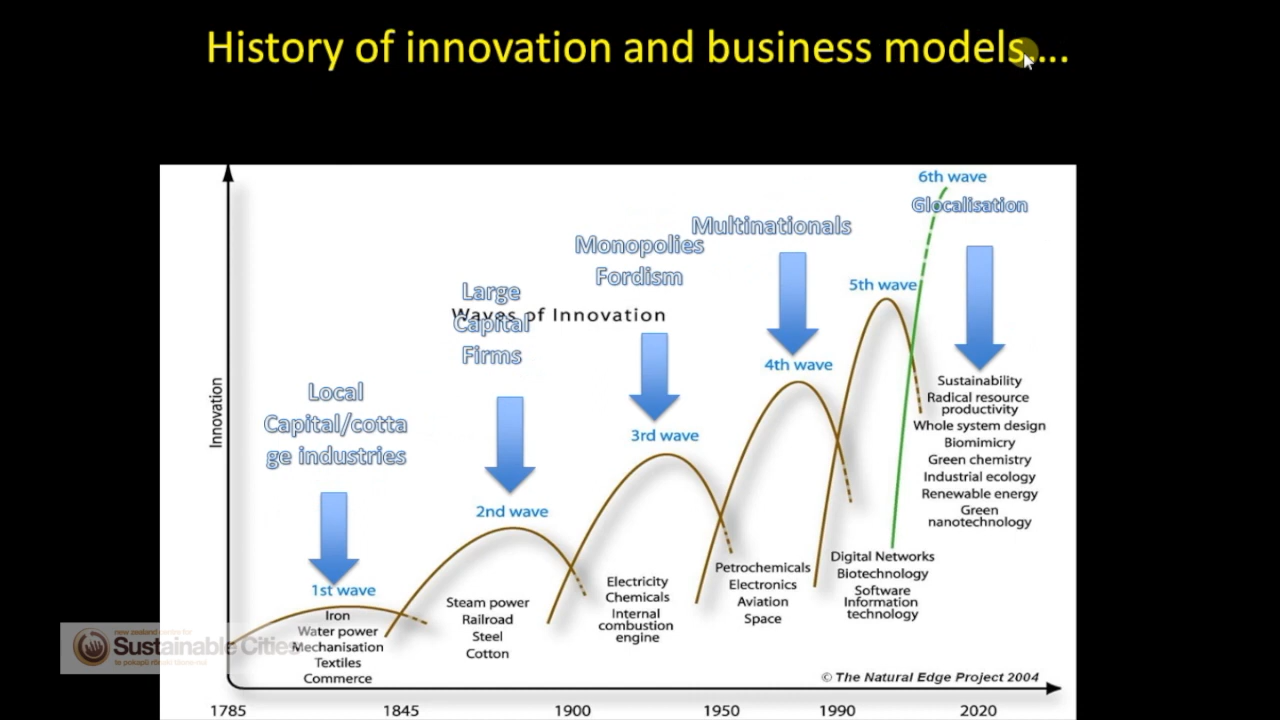 History of innovation and business models....
6th wave
Glocalisation
Multinationals
Monopolies
Fordism
5th wave
Large
Capital
Firms
Waves of Innovation
4th wave
Local
Capital/cotta
ge industries
3rd wave
2nd wave
1st wave
Innovation
Iron
Water power
Mechanisation
Textiles
Commerce
Steam power
Railroad
Steel
Cotton
Electricity
Chemicals
Internal
combustion
engine
Petrochemicals
Electronics
Aviation
Space
Digital Networks
Biotechnology
Software
Information
technology
Sustainability
Radical resource
productivity
Whole system design
Biomimicry
Green chemistry
Industrial ecology
Renewable energy
Green
nanotechnology
new zealand centre for
Sustainable Cities
© The Natural Edge Project 2004
1785
1845
1900
1950
1990
2020